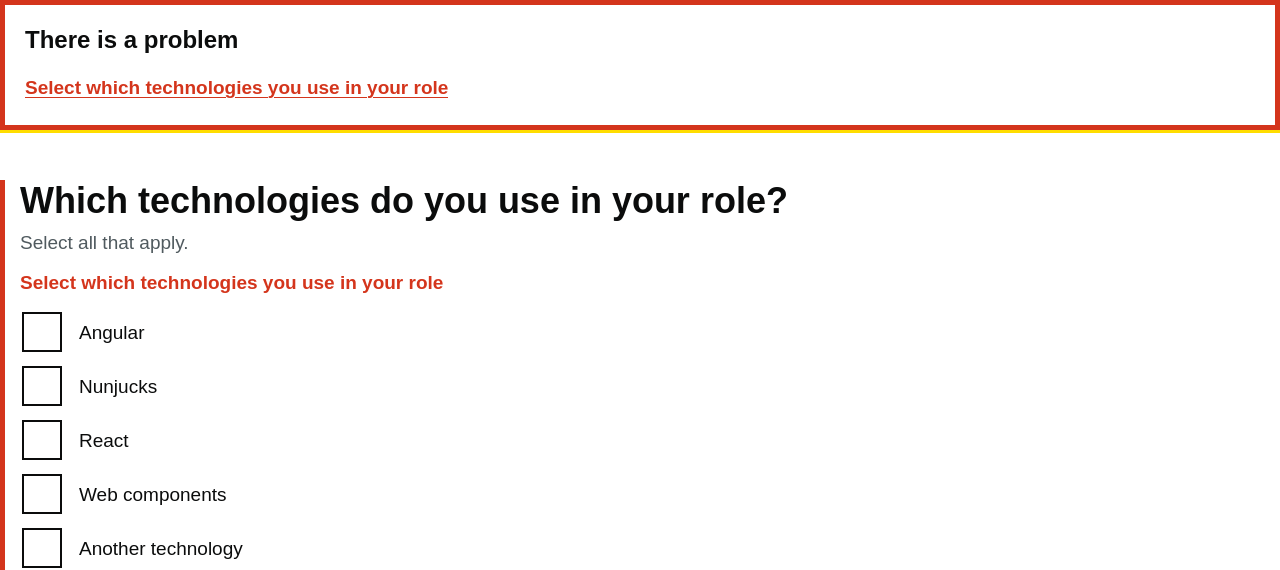 There is a problem
Select which technologies you use in your role
Which technologies do you use in your role?
Select all that apply.
Select which technologies you use in your role
Angular
Nunjucks
React
Web components
Another technology